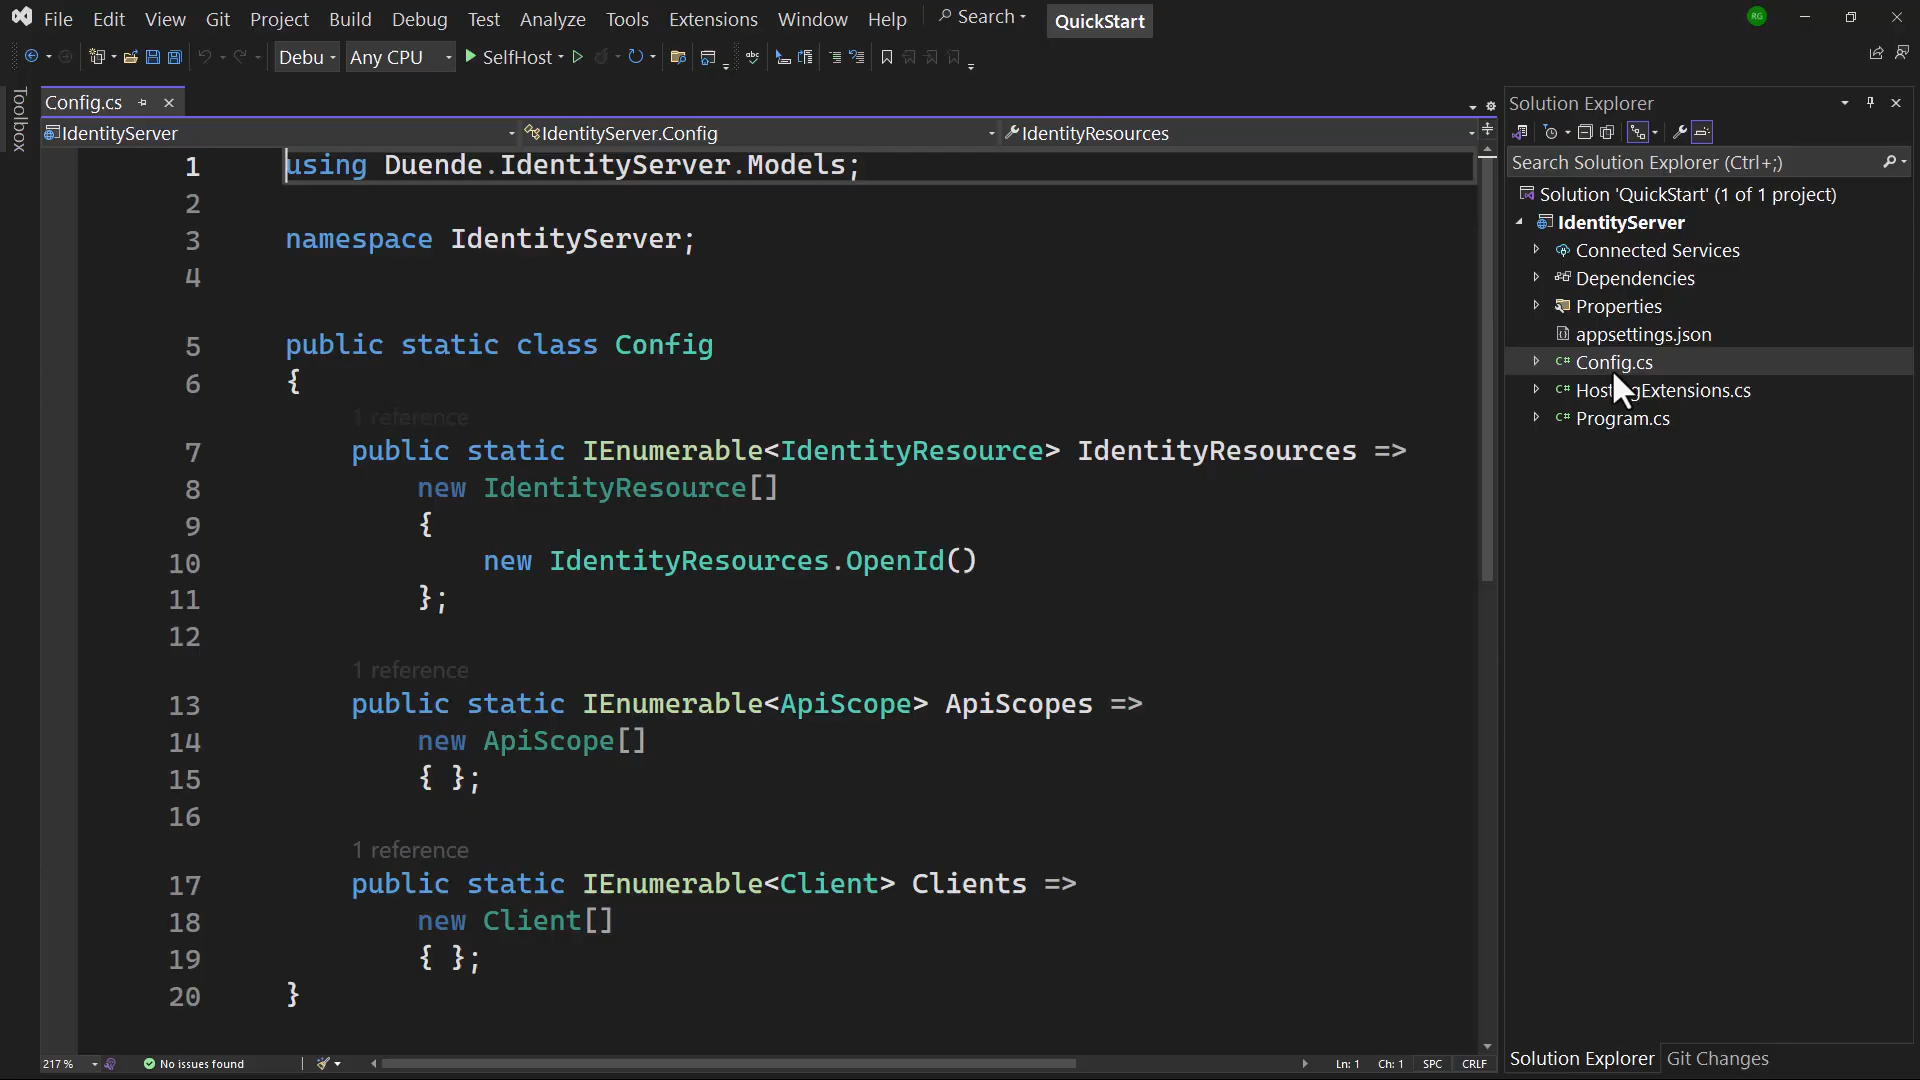 File Edit View Git Project Build Debug Test Analyze Tools Extensions Window Help Search QuickStart RG
Debu Any CPU SelfHost
Toolbox
Config.cs
IdentityServer IdentityServer.Config IdentityResources
1 using Duende.IdentityServer.Models;
2
3 namespace IdentityServer;
4
5 public static class Config
6 {
1 reference
7 public static IEnumerable<IdentityResource> IdentityResources =>
8 new IdentityResource[]
9 {
10 new IdentityResources.OpenId()
11 };
12
1 reference
13 public static IEnumerable<ApiScope> ApiScopes =>
14 new ApiScope[]
15 { };
16
1 reference
17 public static IEnumerable<Client> Clients =>
18 new Client[]
19 { };
20 }
217 % No issues found Ln: 1 Ch: 1 SPC CRLF
Solution Explorer
Search Solution Explorer (Ctrl+;)
Solution 'QuickStart' (1 of 1 project)
IdentityServer
Connected Services
Dependencies
Properties
appsettings.json
C# Config.cs
C# HostingExtensions.cs
C# Program.cs
Solution Explorer Git Changes